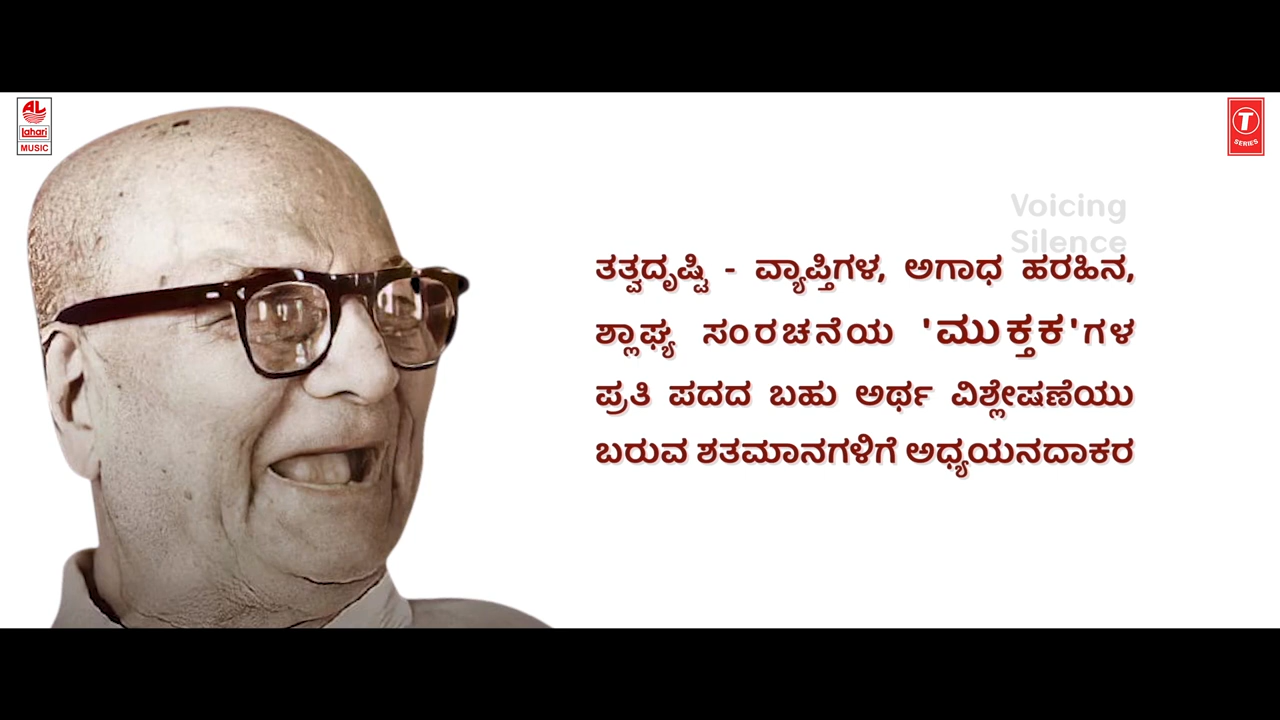 AL
Lahari
MUSIC
T
SERIES
Voicing
Silence
ತತ್ವದೃಷ್ಟಿ - ವ್ಯಾಪ್ತಿಗಳ, ಅಗಾಧ ಹರಹಿನ,
ಶ್ಲಾಘ್ಯ ಸಂರಚನೆಯ 'ಮುಕ್ತಕ'ಗಳ
ಪ್ರತಿ ಪದದ ಬಹು ಅರ್ಥ ವಿಶ್ಲೇಷಣೆಯು
ಬರುವ ಶತಮಾನಗಳಿಗೆ ಅಧ್ಯಯನದಾಕರ